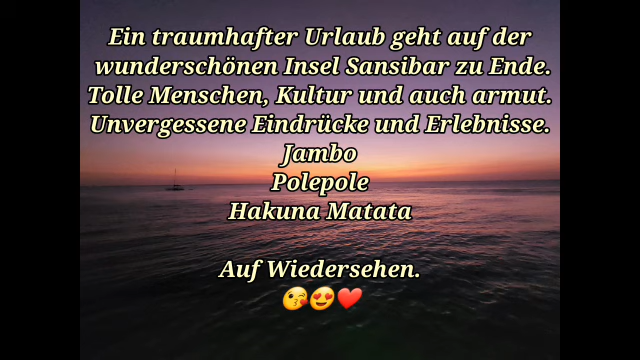 Ein traumhafter Urlaub geht auf der
wunderschönen Insel Sansibar zu Ende.
Tolle Menschen, Kultur und auch armut.
Unvergessene Eindrücke und Erlebnisse.
Jambo
Polepole
Hakuna Matata
Auf Wiedersehen.
😘😍❤️